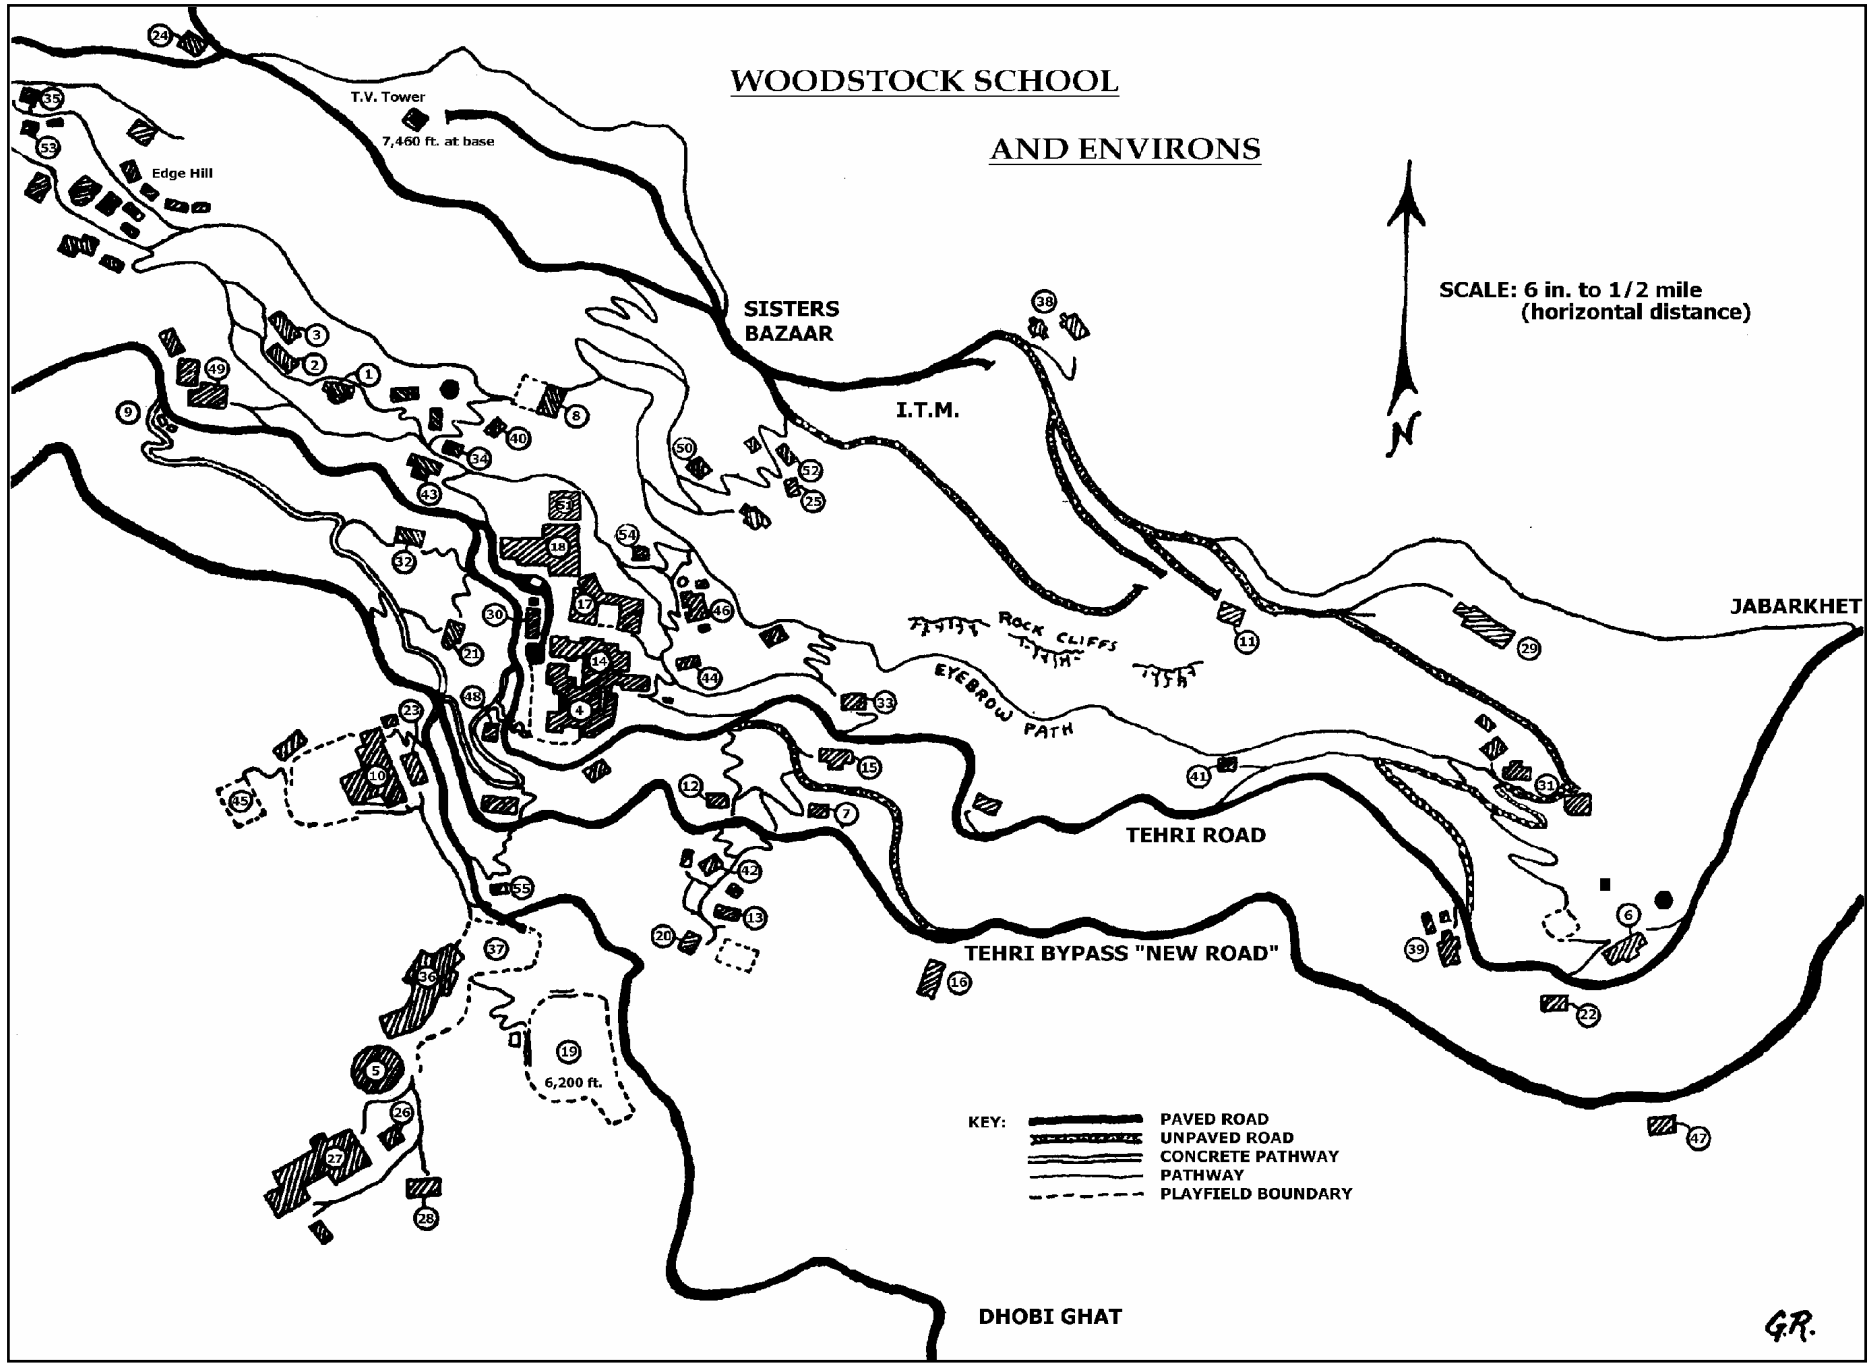 WOODSTOCK SCHOOL
AND ENVIRONS
24
T.V. Tower
7,460 ft. at base
35
53
Edge Hill
SCALE: 6 in. to 1/2 mile
(horizontal distance)
N
SISTERS
BAZAAR
38
I.T.M.
3
2
1
49
9
8
40
34
43
50
52
25
51
18
54
32
17
46
30
21
14
44
48
4
33
23
10
45
15
12
7
ROCK CLIFFS
EYEBROW
PATH
11
29
JABARKHET
41
31
TEHRI ROAD
42
13
20
55
37
36
TEHRI BYPASS "NEW ROAD"
16
39
6
22
19
6,200 ft.
5
26
27
28
47
KEY:
PAVED ROAD
UNPAVED ROAD
CONCRETE PATHWAY
PATHWAY
PLAYFIELD BOUNDARY
DHOBI GHAT
G.R.